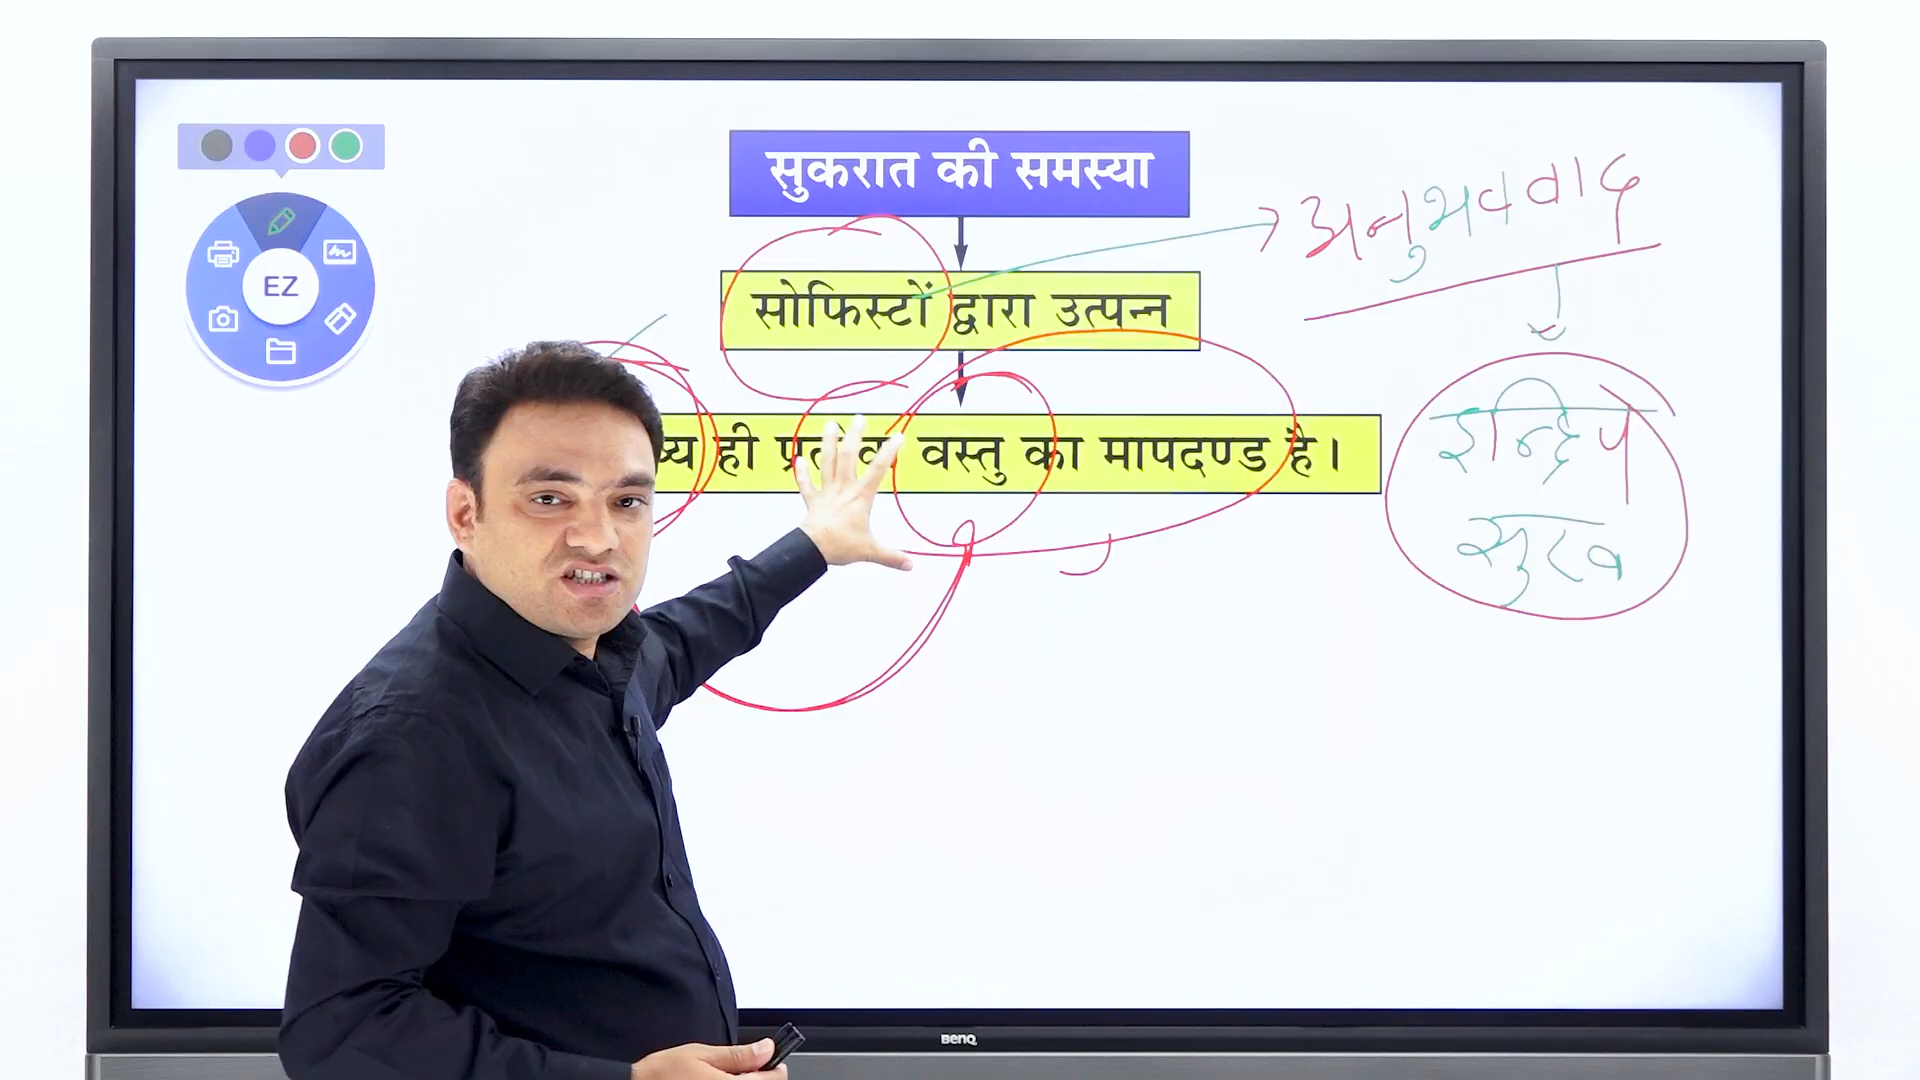 सुकरात की समस्या
अनुभववाद
EZ
सोफिस्टों द्वारा उत्पन्न
ही वस्तु का मापदण्ड है।
इन्द्रिय
सुख
BenQ